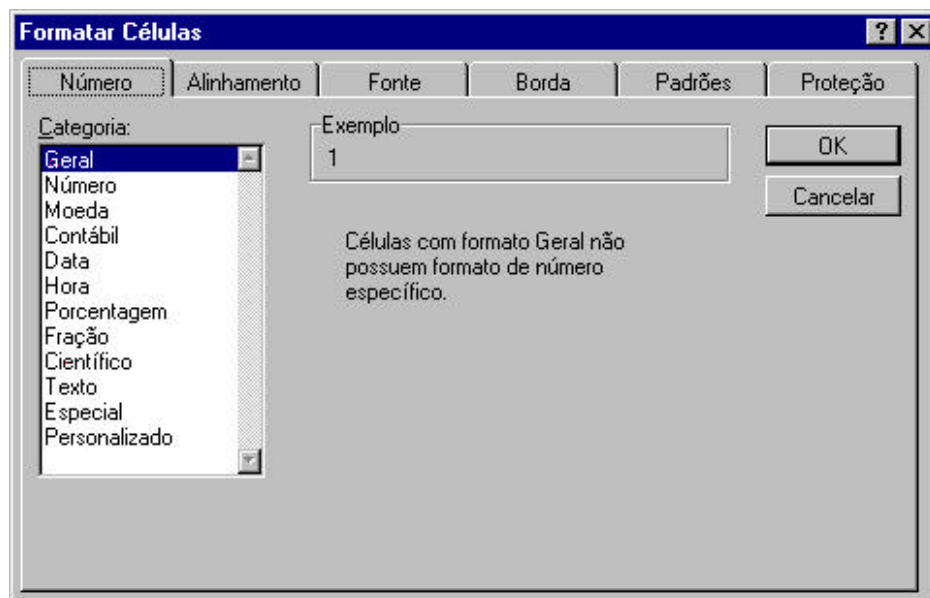 Formatar Células
Número Alinhamento Fonte Borda Padrões Proteção
Categoria:
Geral
Número
Moeda
Contábil
Data
Hora
Porcentagem
Fração
Científico
Texto
Especial
Personalizado
Exemplo
1
Células com formato Geral não
possuem formato de número
específico.
OK
Cancelar